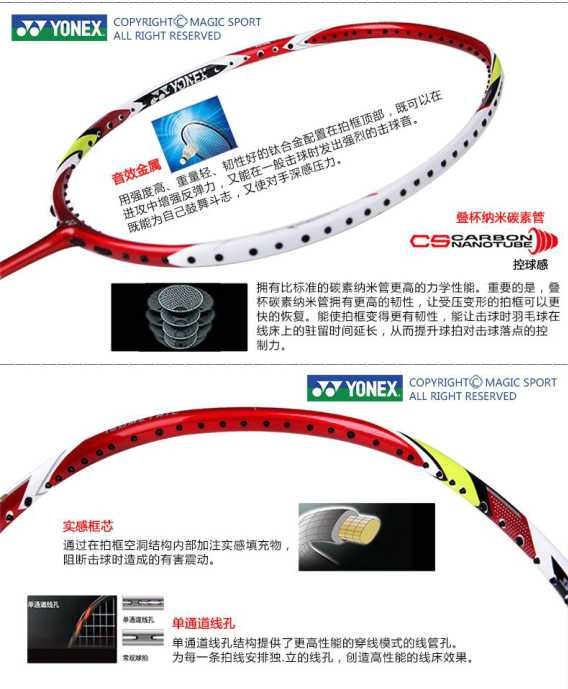 YONEX
COPYRIGHT© MAGIC SPORT
ALL RIGHT RESERVED
YONEX
音效金属
用强度高、重量轻、韧性好的钛合金配置在拍框顶部，既可以在
进攻中增强反弹力，又能在一般击球时发出强烈的击球音。
既能为自己鼓舞斗志，又使对手深感压力。
叠杯纳米碳素管
CS CARBON
NANOTUBE
控球感
拥有比标准的碳素纳米管更高的力学性能。重要的是，叠
杯碳素纳米管拥有更高的韧性，让受压变形的拍框可以更
快的恢复。能使拍框变得更有韧性，能让击球时羽毛球在
线床上的驻留时间延长，从而提升球拍对击球落点的控
制力。
YONEX
COPYRIGHT© MAGIC SPORT
ALL RIGHT RESERVED
实感框芯
通过在拍框空洞结构内部加注实感填充物，
阻断击球时造成的有害震动。
单通道线孔
单通道线孔
常规球拍
单通道线孔
单通道线孔结构提供了更高性能的穿线模式的线管孔。
为每一条拍线安排独.立的线孔，创造高性能的线床效果。